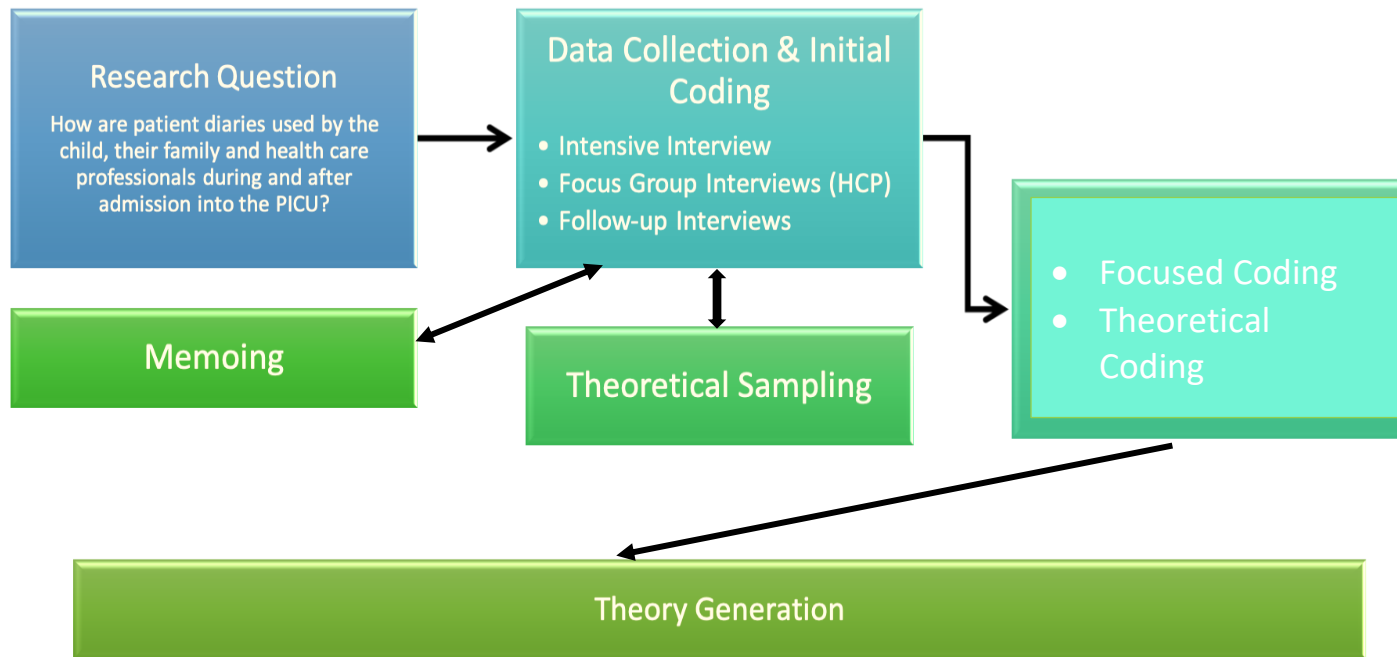 Research Question
How are patient diaries used by the
child, their family and health care
professionals during and after
admission into the PICU?
Data Collection & Initial
Coding
• Intensive Interview
• Focus Group Interviews (HCP)
• Follow-up Interviews
Memoing
Theoretical Sampling
• Focused Coding
• Theoretical
Coding
Theory Generation